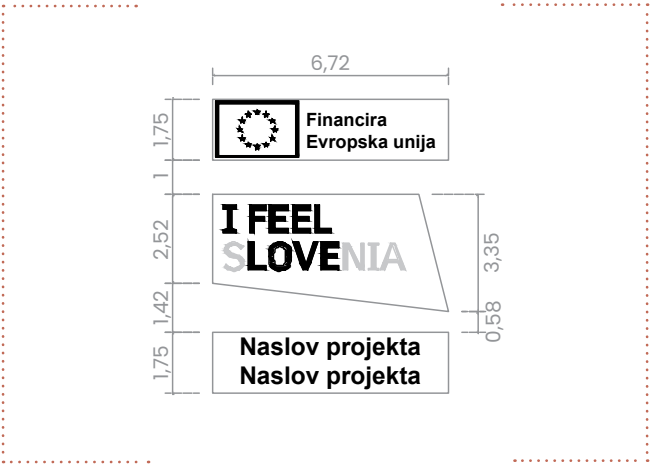 6,72
1,75
Financira
Evropska unija
1
2,52
I FEEL
SLOVENIA
3,35
1,42
0,58
1,75
Naslov projekta
Naslov projekta